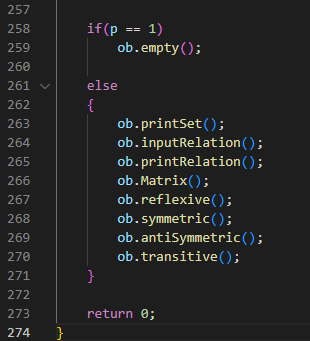 257
258 if(p == 1)
259 ob.empty();
260
261 else
262 {
263 ob.printSet();
264 ob.inputRelation();
265 ob.printRelation();
266 ob.Matrix();
267 ob.reflexive();
268 ob.symmetric();
269 ob.antiSymmetric();
270 ob.transitive();
271 }
272
273 return 0;
274 }